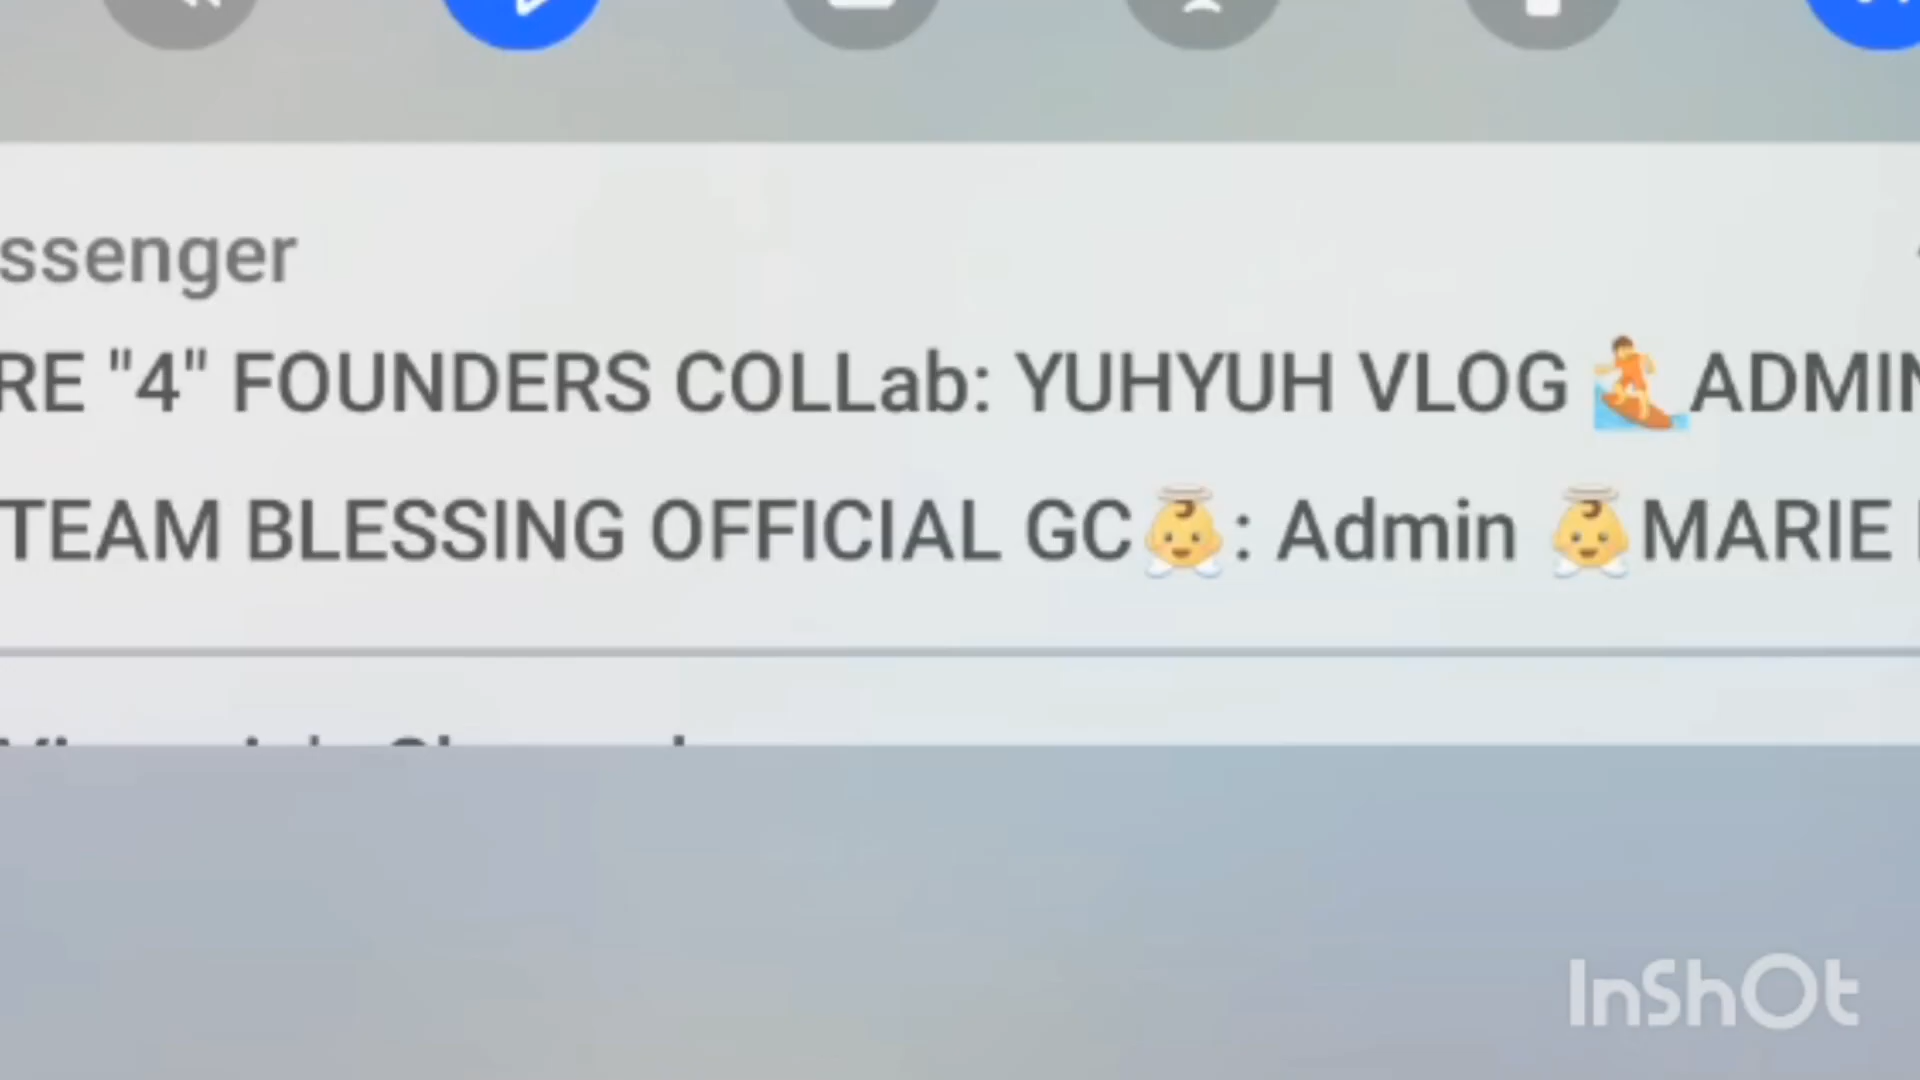 ssenger
RE "4" FOUNDERS COLLab: YUHYUH VLOG 🏄ADMIN
TEAM BLESSING OFFICIAL GC👼: Admin 👼MARIE
InShOt